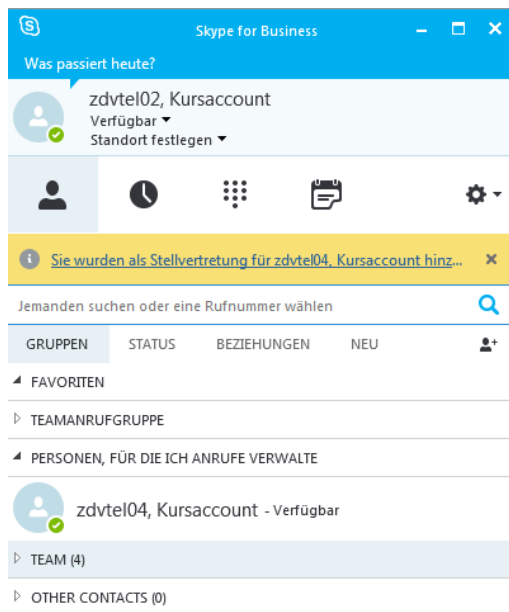 Skype for Business
Was passiert heute?
zdvtel02, Kursaccount
Verfügbar
Standort festlegen
Sie wurden als Stellvertretung für zdvtel04, Kursaccount hinz...
Jemanden suchen oder eine Rufnummer wählen
GRUPPEN STATUS BEZIEHUNGEN NEU
FAVORITEN
TEAMANRUFGRUPPE
PERSONEN, FÜR DIE ICH ANRUFE VERWALTE
zdvtel04, Kursaccount - Verfügbar
TEAM (4)
OTHER CONTACTS (0)